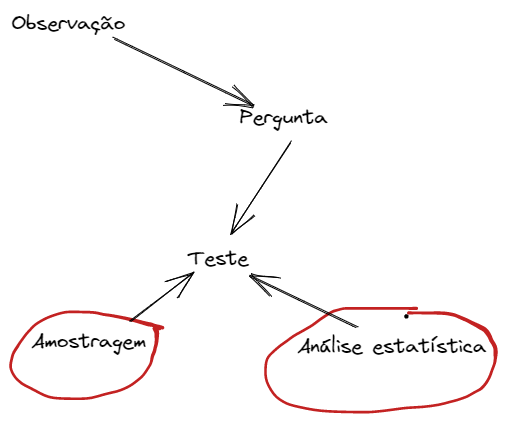 Observação
Pergunta
Teste
Amostragem
Análise estatística